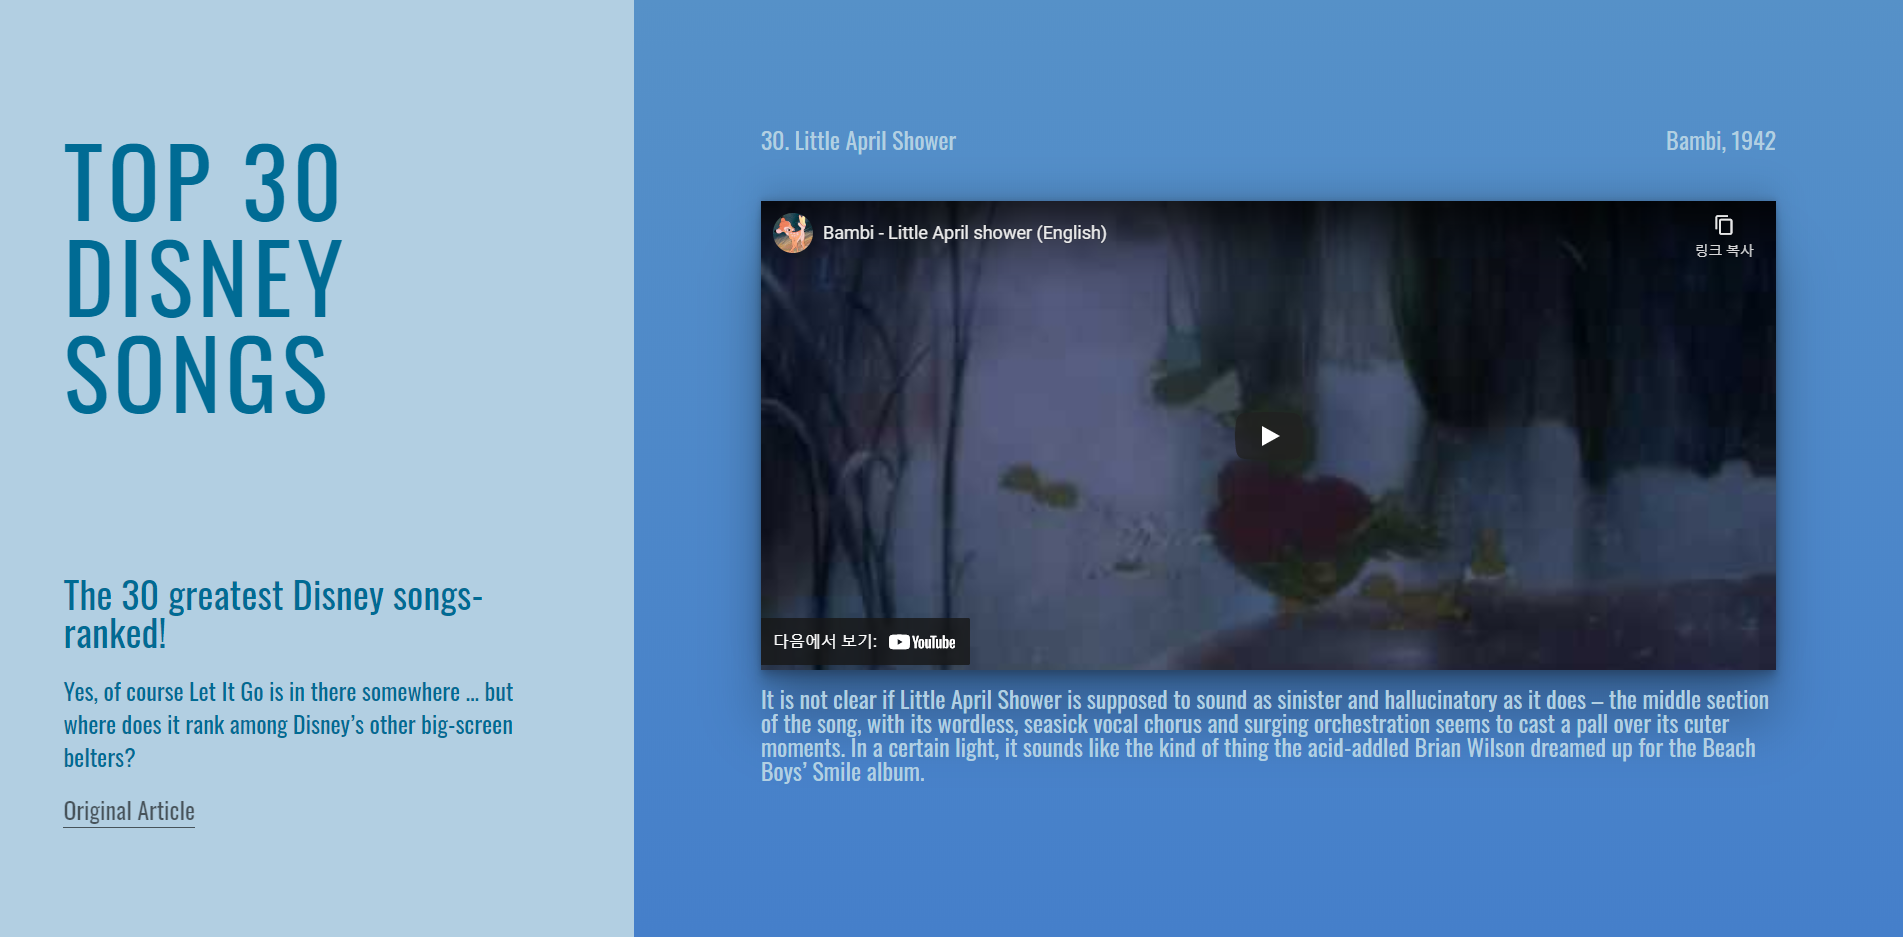 TOP 30
DISNEY
SONGS
The 30 greatest Disney songs-
ranked!
Yes, of course Let It Go is in there somewhere ... but
where does it rank among Disney’s other big-screen
belters?
Original Article
30. Little April Shower
Bambi, 1942
Bambi - Little April shower (English)
링크 복사
다음에서 보기: YouTube
It is not clear if Little April Shower is supposed to sound as sinister and hallucinatory as it does – the middle section
of the song, with its wordless, seasick vocal chorus and surging orchestration seems to cast a pall over its cuter
moments. In a certain light, it sounds like the kind of thing the acid-addled Brian Wilson dreamed up for the Beach
Boys’ Smile album.